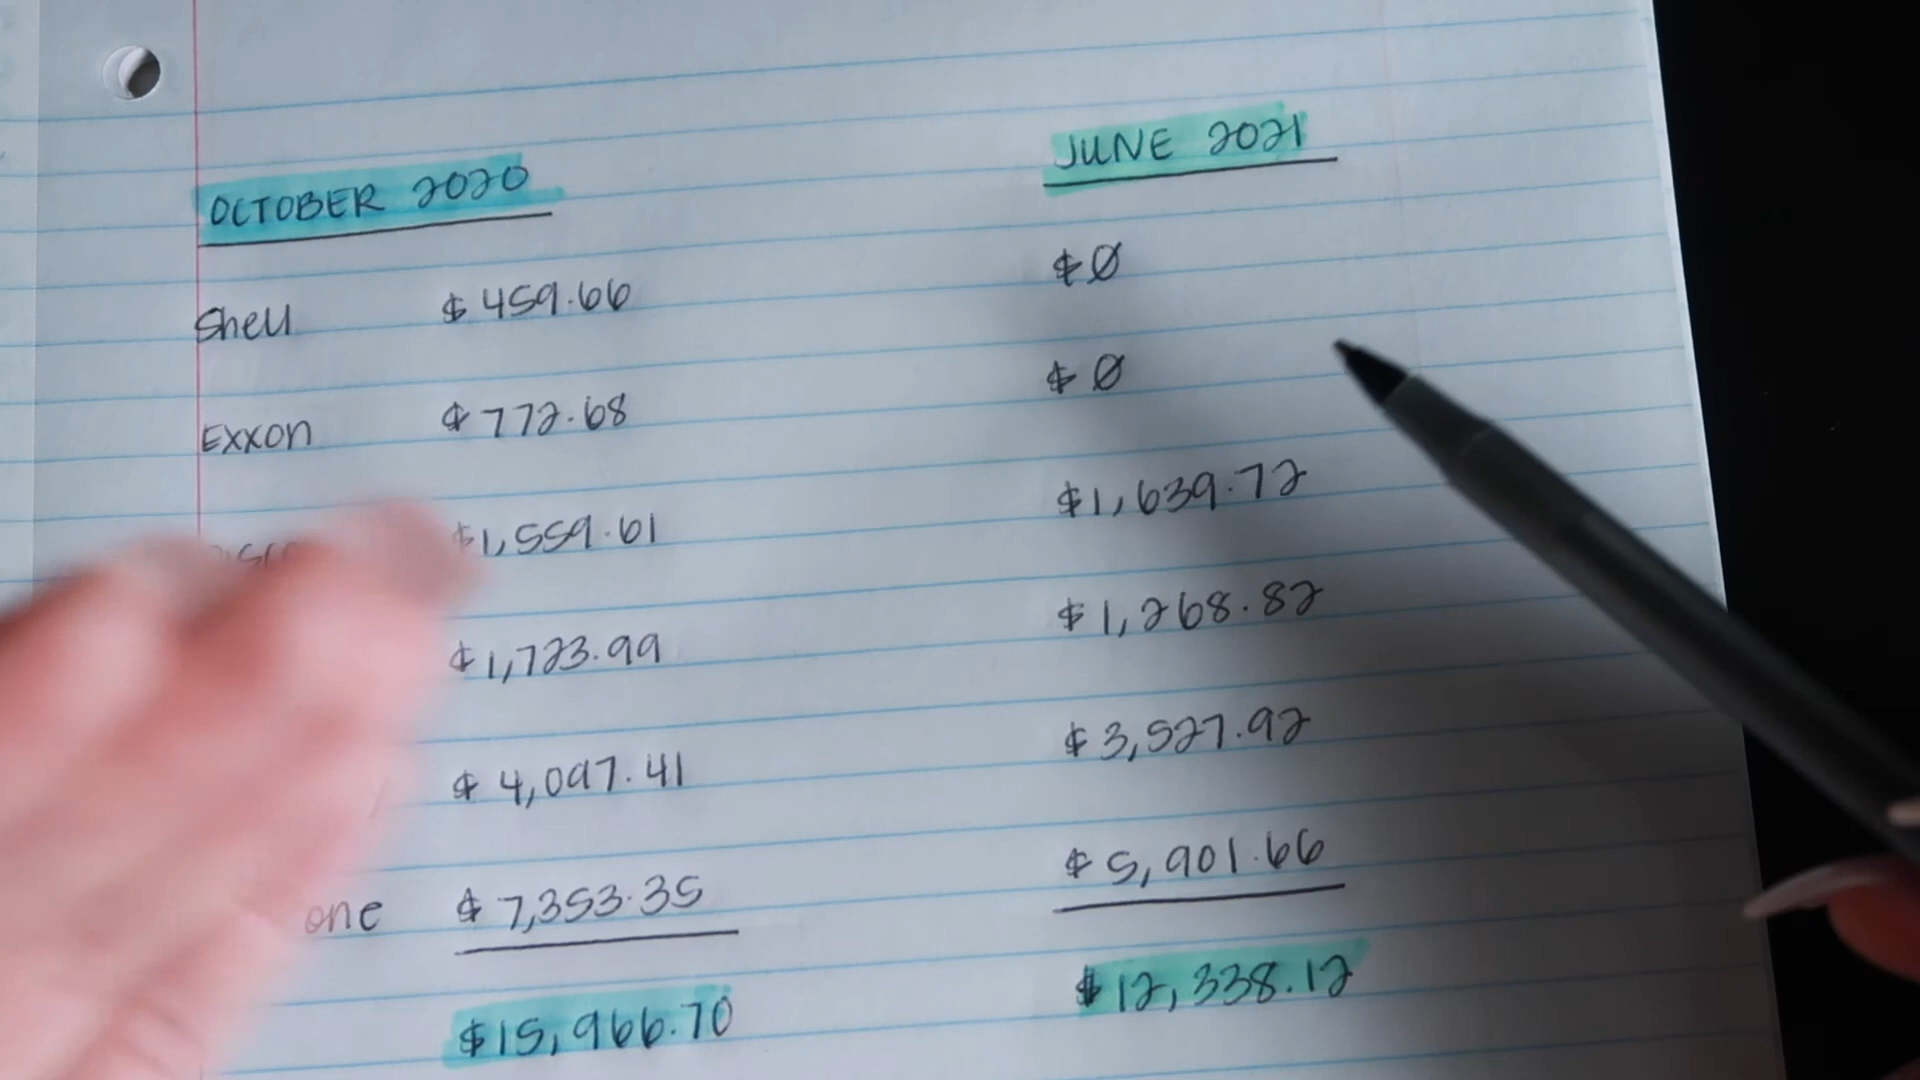 OCTOBER 2020 JUNE 2021
Shell $459.66 $0
Exxon $772.68 $0
$1,559.61 $1,639.72
$1,723.99 $1,268.82
$4,097.41 $3,527.92
one $7,353.35 $5,901.66
$15,966.70 $12,338.12